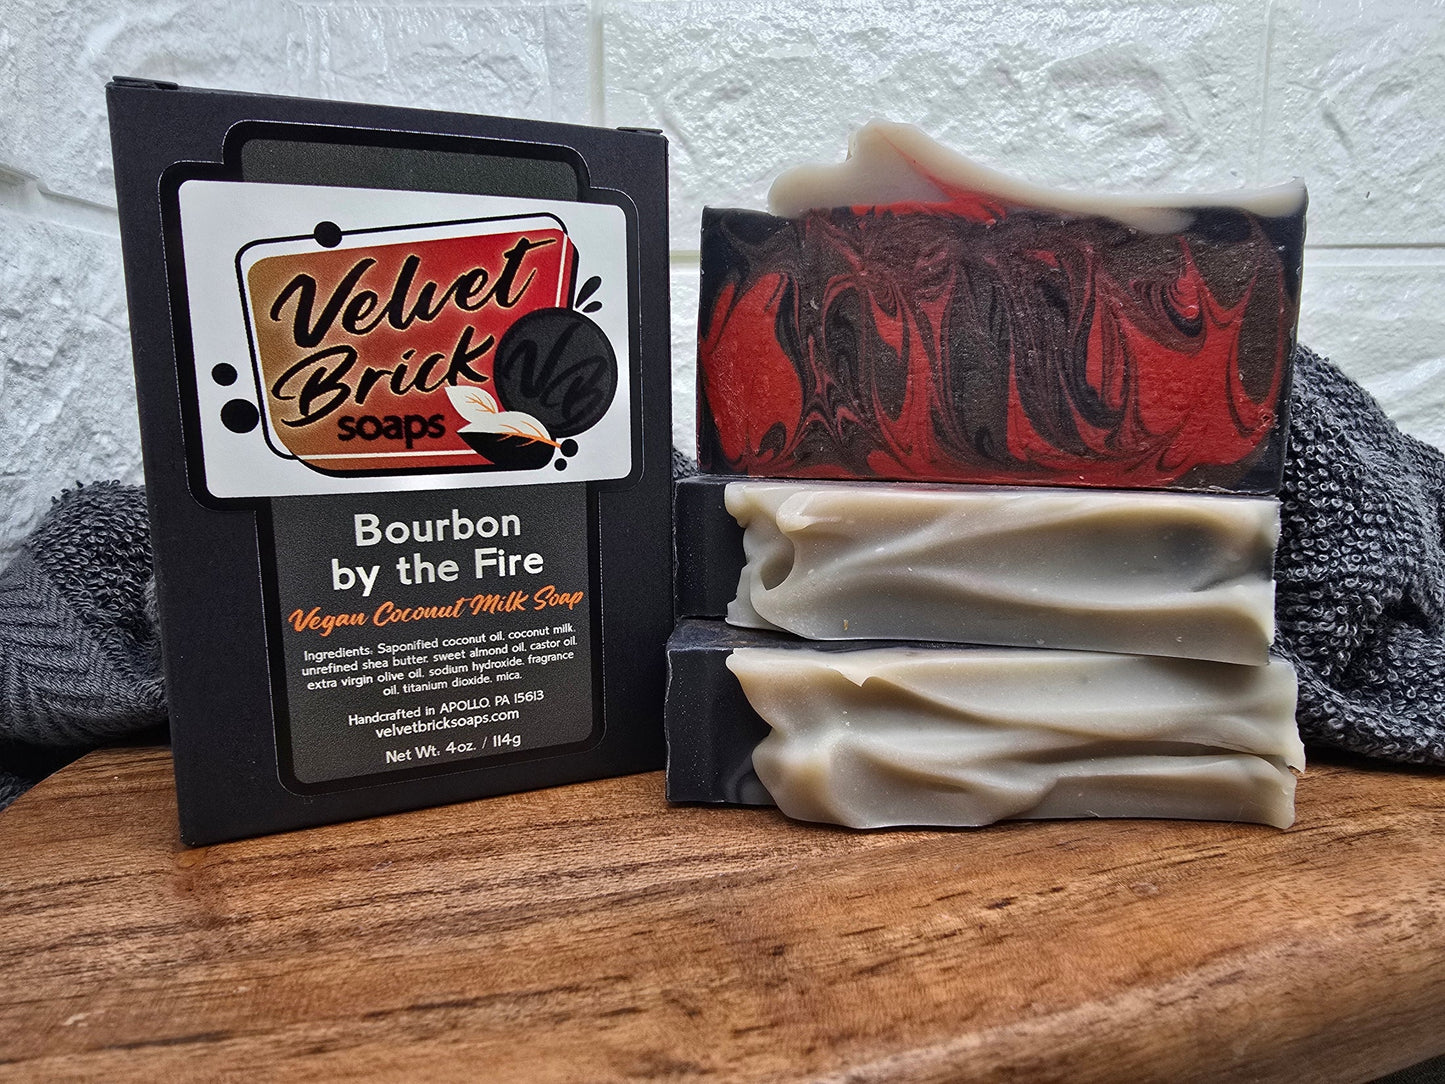 Velvet
Brick
soaps
VB
Bourbon
by the Fire
Vegan Coconut Milk Soap
Ingredients: Saponified coconut oil, coconut milk,
unrefined shea butter, sweet almond oil, castor oil,
extra virgin olive oil, sodium hydroxide, fragrance
oil, titanium dioxide, mica.
Handcrafted in APOLLO, PA 15613
velvetbricksoaps.com
Net Wt: 4oz. / 114g